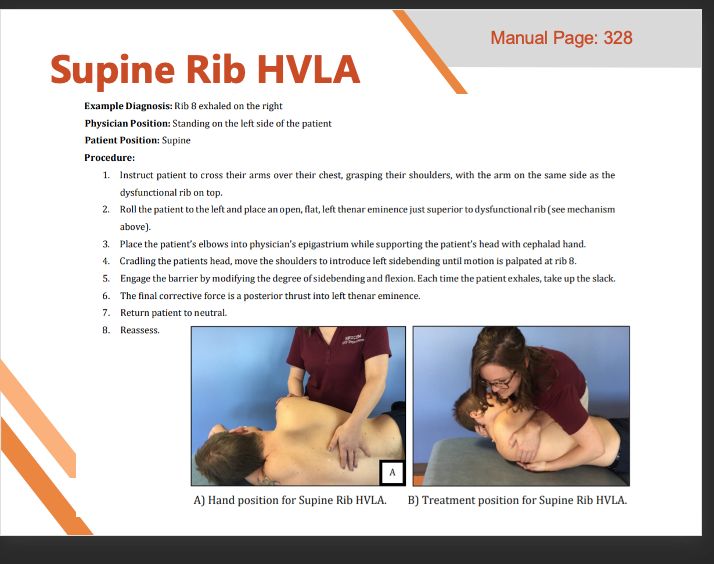 Manual Page: 328
Supine Rib HVLA
Example Diagnosis: Rib 8 exhaled on the right
Physician Position: Standing on the left side of the patient
Patient Position: Supine
Procedure:
1. Instruct patient to cross their arms over their chest, grasping their shoulders, with the arm on the same side as the
dysfunctional rib on top.
2. Roll the patient to the left and place an open, flat, left thenar eminence just superior to dysfunctional rib (see mechanism
above).
3. Place the patient's elbows into physician's epigastrium while supporting the patient's head with cephalad hand.
4. Cradling the patients head, move the shoulders to introduce left sidebending until motion is palpated at rib 8.
5. Engage the barrier by modifying the degree of sidebending and flexion. Each time the patient exhales, take up the slack.
6. The final corrective force is a posterior thrust into left thenar eminence.
7. Return patient to neutral.
8. Reassess.
A
A) Hand position for Supine Rib HVLA.
B) Treatment position for Supine Rib HVLA.